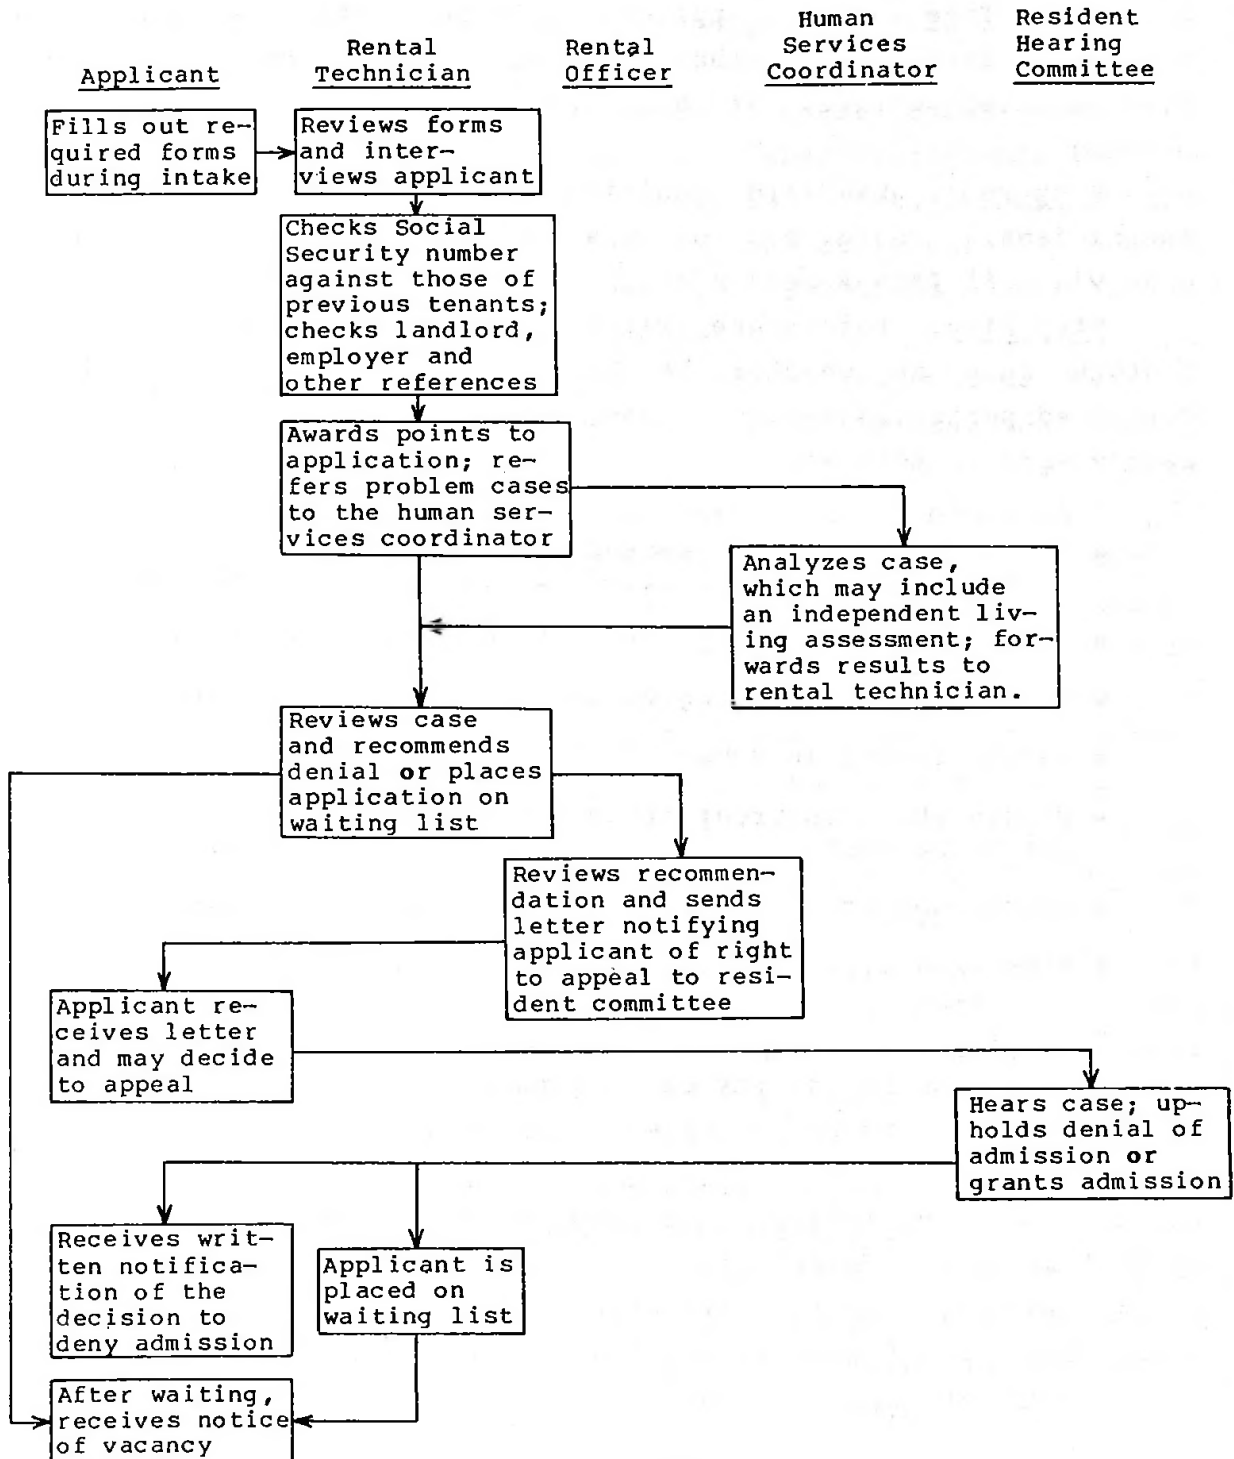 Applicant
Rental
Technician
Rental
Officer
Human
Services
Coordinator
Resident
Hearing
Committee
Fills out re-
quired forms
during intake
Reviews forms
and inter-
views applicant
Checks Social
Security number
against those of
previous tenants;
checks landlord,
employer and
other references
Awards points to
application; re-
fers problem cases
to the human ser-
vices coordinator
Analyzes case,
which may include
an independent liv-
ing assessment; for-
wards results to
rental technician.
Reviews case
and recommends
denial or places
application on
waiting list
Reviews recommen-
dation and sends
letter notifying
applicant of right
to appeal to resi-
dent committee
Applicant re-
ceives letter
and may decide
to appeal
Hears case; up-
holds denial of
admission or
grants admission
Receives writ-
ten notifica-
tion of the
decision to
deny admission
Applicant is
placed on
waiting list
After waiting,
receives notice
of vacancy